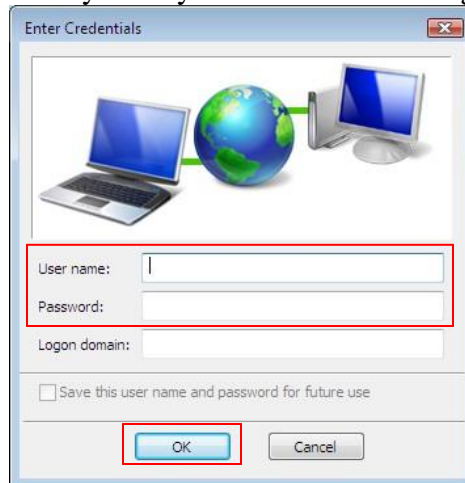 Enter Credentials
User name:
Password:
Logon domain:
Save this user name and password for future use
OK Cancel